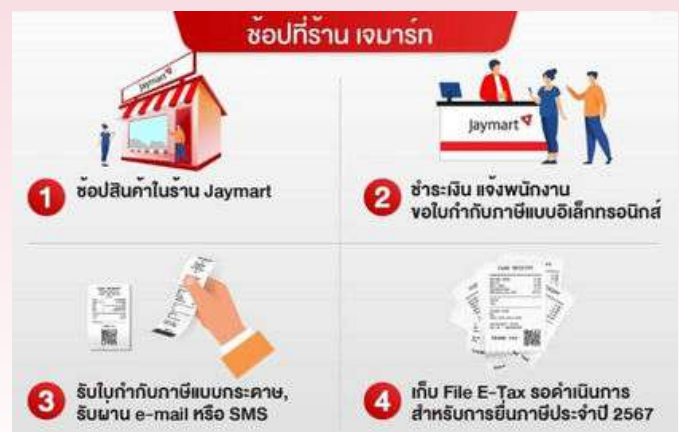 ช้อปที่ร้าน เจมาร์ท
Jaymart
Jaymart
1
ช้อปสินค้าในร้าน Jaymart
2
ชำระเงิน แจ้งพนักงาน
ขอใบกำกับภาษีแบบอิเล็กทรอนิกส์
3
รับใบกำกับภาษีแบบกระดาษ,
รับผ่าน e-mail หรือ SMS
4
เก็บ File E-Tax รอดำเนินการ
สำหรับการยื่นภาษีประจำปี 2567